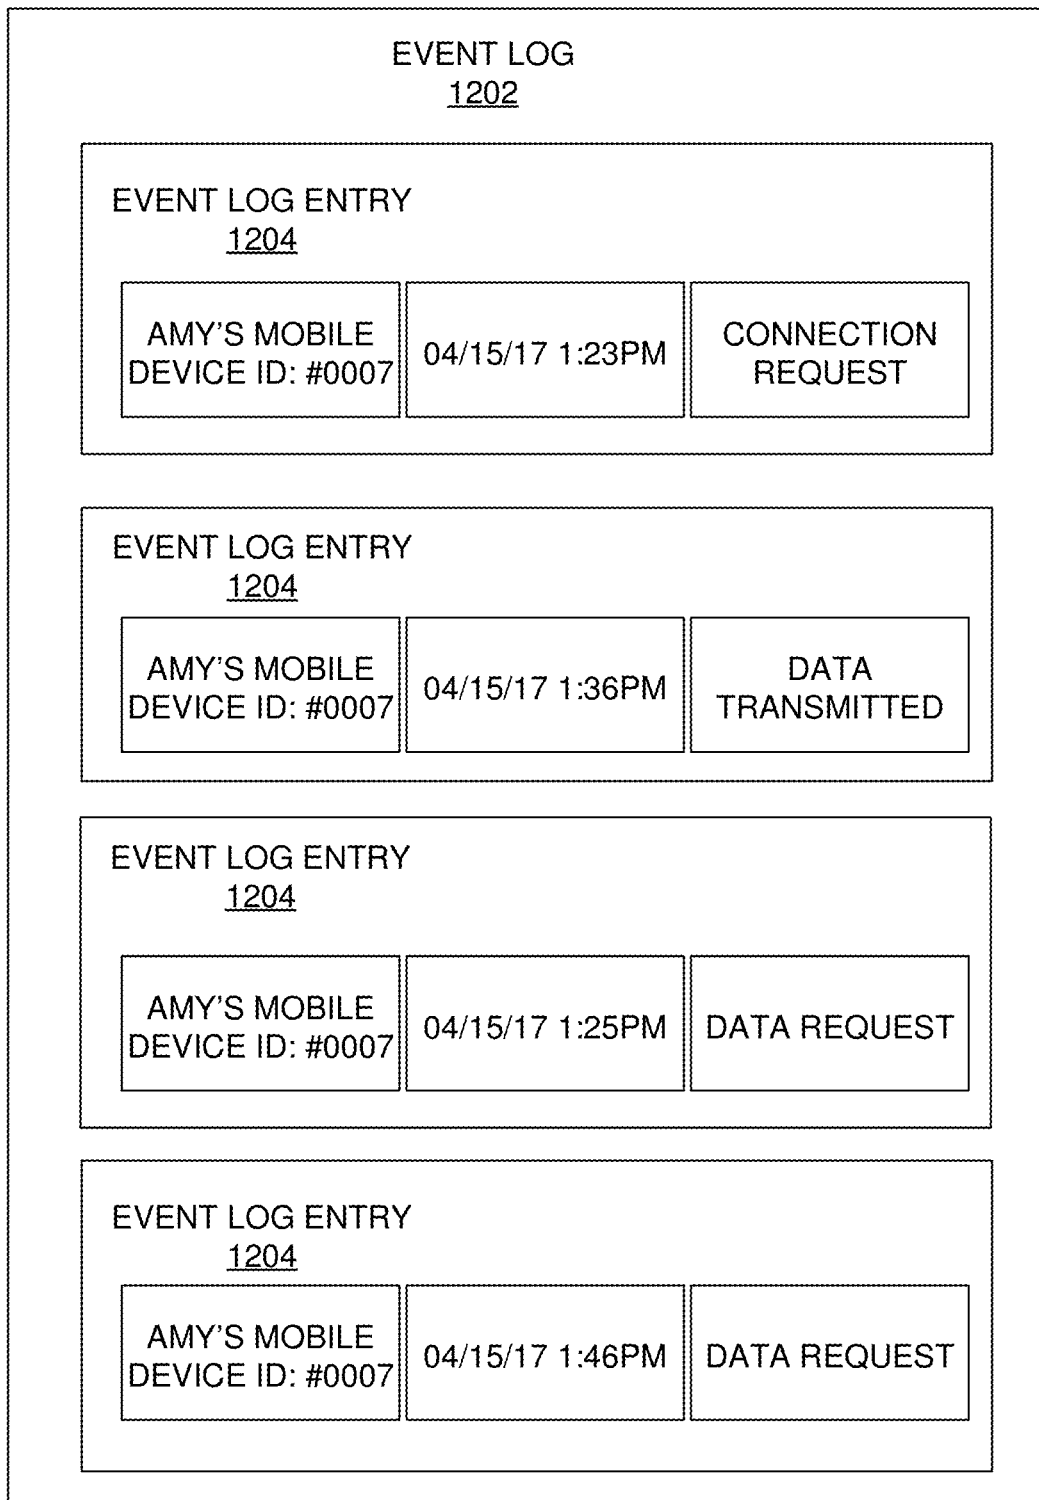 EVENT LOG
1202
EVENT LOG ENTRY
1204
AMY'S MOBILE
DEVICE ID: #0007
04/15/17 1:23PM
CONNECTION
REQUEST
EVENT LOG ENTRY
1204
AMY'S MOBILE
DEVICE ID: #0007
04/15/17 1:36PM
DATA
TRANSMITTED
EVENT LOG ENTRY
1204
AMY'S MOBILE
DEVICE ID: #0007
04/15/17 1:25PM
DATA REQUEST
EVENT LOG ENTRY
1204
AMY'S MOBILE
DEVICE ID: #0007
04/15/17 1:46PM
DATA REQUEST